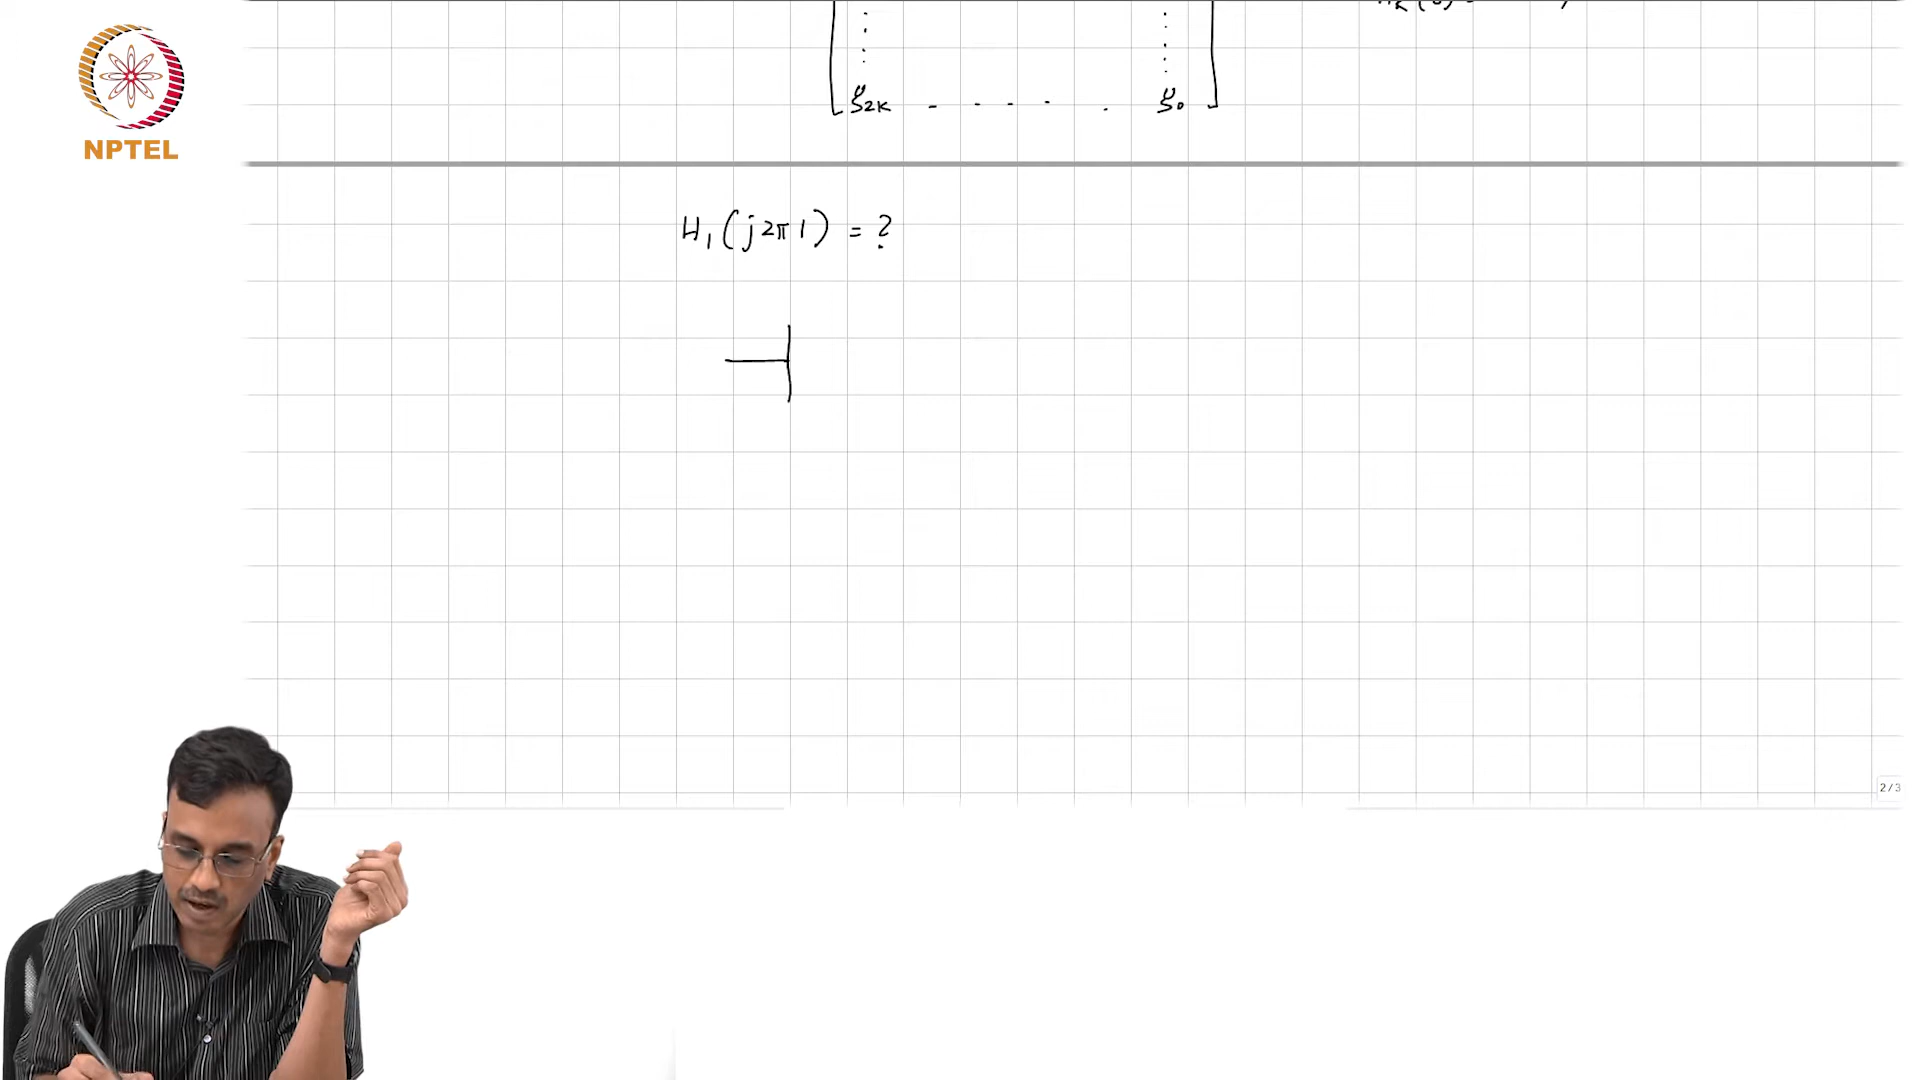 NPTEL
ξ2K - - - - · · ξ0
H1(j2π1) = ?
2/3